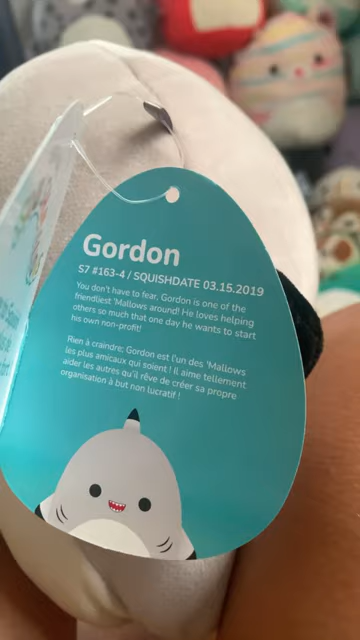 Gordon
S7 #163-4 / SQUISHDATE 03.15.2019
You don't have to fear, Gordon is one of the
friendliest 'Mallows around! He loves helping
others so much that one day he wants to start
his own non-profit!
Rien à craindre; Gordon est l'un des 'Mallows
les plus amicaux qui soient ! Il aime tellement
aider les autres qu'il rêve de créer sa propre
organisation à but non lucratif !